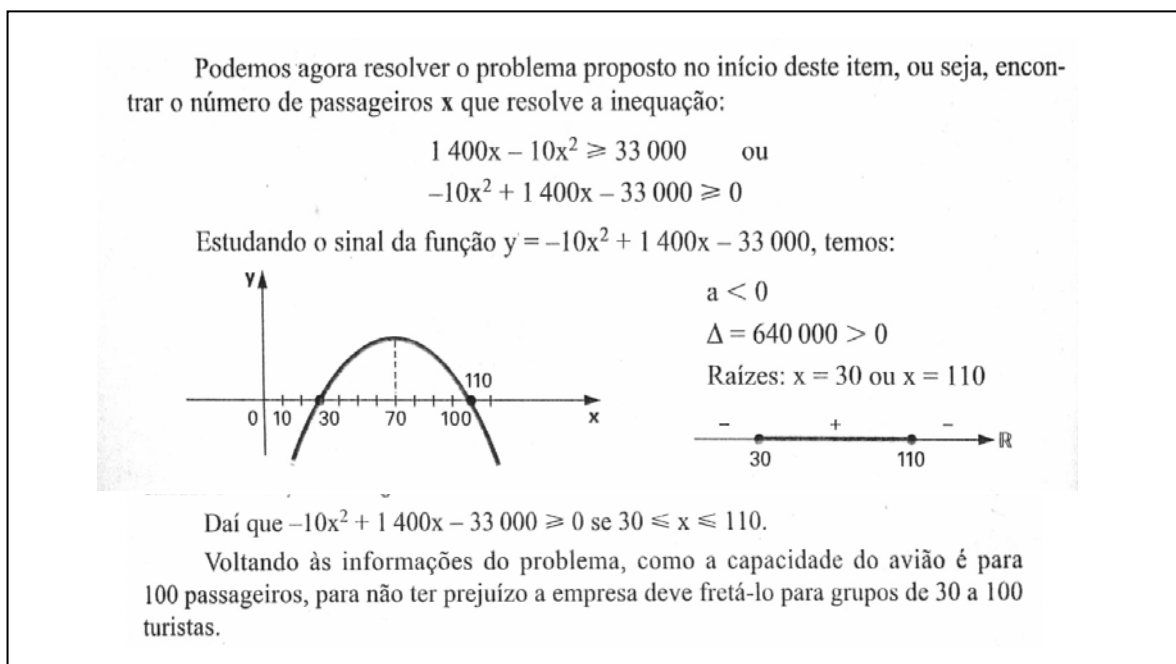 Podemos agora resolver o problema proposto no início deste item, ou seja, encon-
trar o número de passageiros x que resolve a inequação:
1 400x – 10x² ⩾ 33 000 ou
–10x² + 1 400x – 33 000 ⩾ 0
Estudando o sinal da função y = –10x² + 1 400x – 33 000, temos:
y
110
0 10 30 70 100 x
a < 0
Δ = 640 000 > 0
Raízes: x = 30 ou x = 110
– + –
ℝ
30 110
Daí que –10x² + 1 400x – 33 000 ⩾ 0 se 30 ⩽ x ⩽ 110.
Voltando às informações do problema, como a capacidade do avião é para
100 passageiros, para não ter prejuízo a empresa deve fretá-lo para grupos de 30 a 100
turistas.